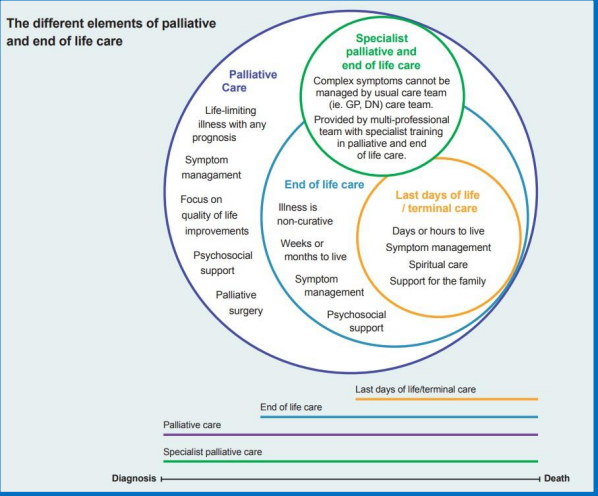 The different elements of palliative
and end of life care
Specialist
palliative and
end of life care
Complex symptoms cannot be
managed by usual care team
(ie. GP, DN) care team.
Provided by multi-professional
team with specialist training
in palliative and end
of life care.
Palliative
Care
Life-limiting
illness with any
prognosis
Symptom
managament
Focus on
quality of life
improvements
Psychosocial
support
Palliative
surgery
End of life care
Illness is
non-curative
Weeks or
months to live
Symptom
management
Psychosocial
support
Last days of life
/ terminal care
Days or hours to live
Symptom management
Spiritual care
Support for the family
Last days of life/terminal care
End of life care
Palliative care
Specialist palliative care
Diagnosis
Death